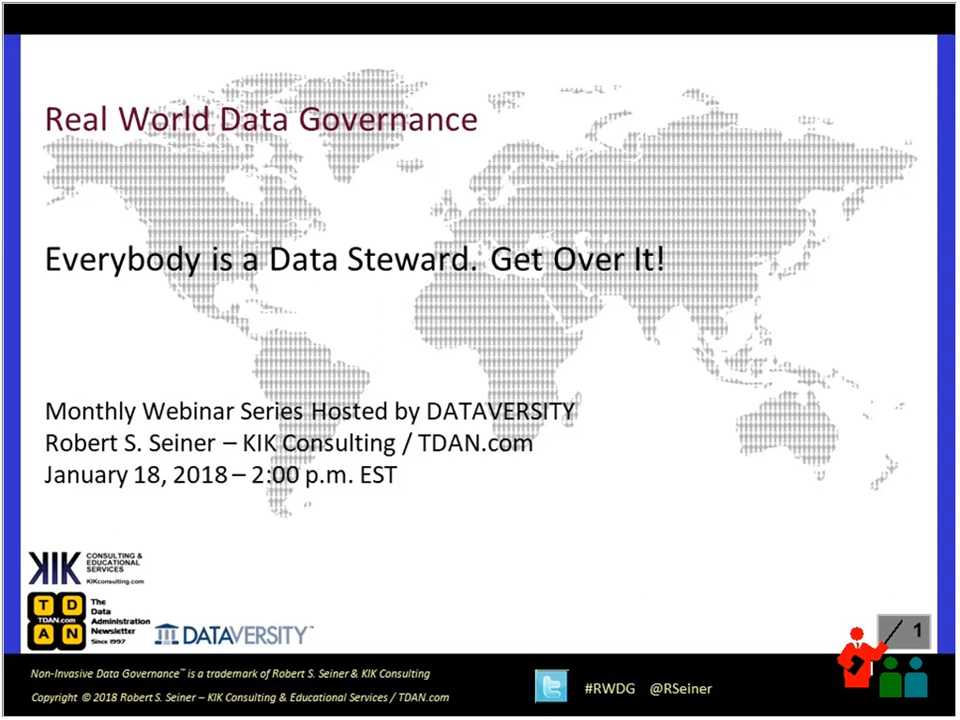 Real World Data Governance
Everybody is a Data Steward. Get Over It!
Monthly Webinar Series Hosted by DATAVERSITY
Robert S. Seiner – KIK Consulting / TDAN.com
January 18, 2018 – 2:00 p.m. EST
KIK
CONSULTING &
EDUCATIONAL
SERVICES
KIKconsulting.com
T D
TDAN.com
A N
The
Data
Administration
Newsletter
Since 1997
DATAVERSITY™
1
Non-Invasive Data Governance™ is a trademark of Robert S. Seiner & KIK Consulting
Copyright © 2018 Robert S. Seiner – KIK Consulting & Educational Services / TDAN.com
#RWDG @RSeiner